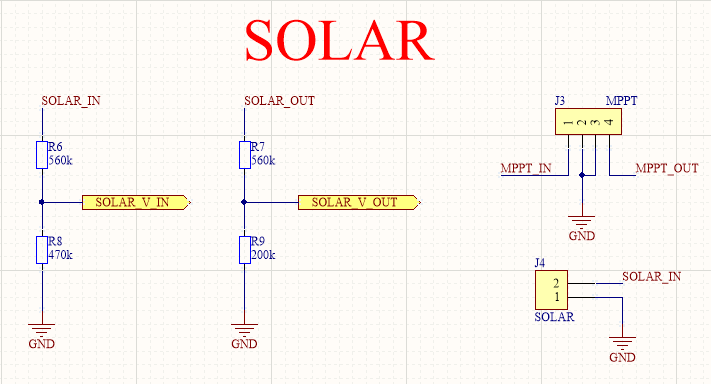 SOLAR
SOLAR_IN
SOLAR_OUT
J3
MPPT
1
2
3
4
R6
560k
R7
560k
MPPT_IN
MPPT_OUT
SOLAR_V_IN
SOLAR_V_OUT
GND
R8
470k
R9
200k
J4
2
1
SOLAR_IN
SOLAR
GND
GND
GND